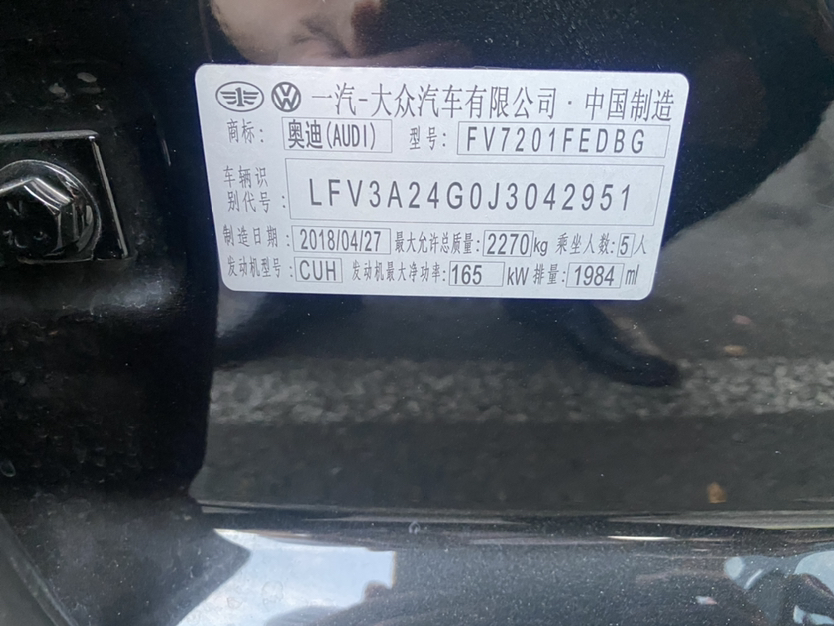 一汽-大众汽车有限公司·中国制造
商标: 奥迪(AUDI) 型号: FV7201FEDBG
车辆识别代号: LFV3A24G0J3042951
制造日期: 2018/04/27 最大允许总质量: 2270kg 乘坐人数: 5人
发动机型号: CUH 发动机最大净功率: 165 kW 排量: 1984 ml